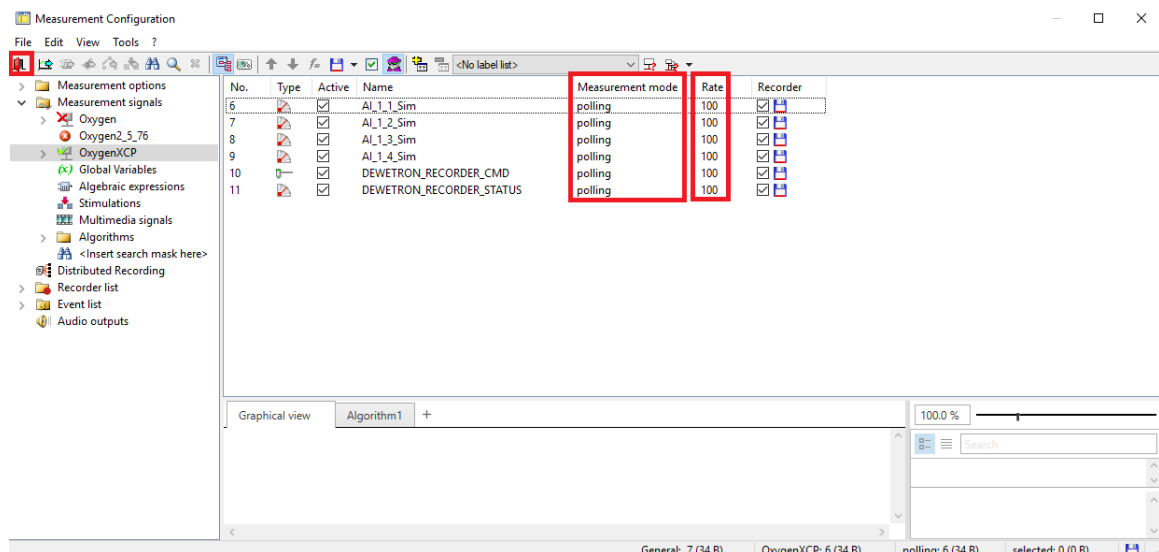 Measurement Configuration
File Edit View Tools ?
<No label list>
Measurement options
Measurement signals
Oxygen
Oxygen2_5_76
OxygenXCP
Global Variables
Algebraic expressions
Stimulations
Multimedia signals
Algorithms
<Insert search mask here>
Distributed Recording
Recorder list
Event list
Audio outputs
No. Type Active Name Measurement mode Rate Recorder
6 AI_1_1_Sim polling 100
7 AI_1_2_Sim polling 100
8 AI_1_3_Sim polling 100
9 AI_1_4_Sim polling 100
10 DEWETRON_RECORDER_CMD polling 100
11 DEWETRON_RECORDER_STATUS polling 100
Graphical view Algorithm1 +
100.0 %
Search
General: 7 (34 B) OxygenXCP: 6 (34 B) polling: 6 (34 B) selected: 0 (0 B)